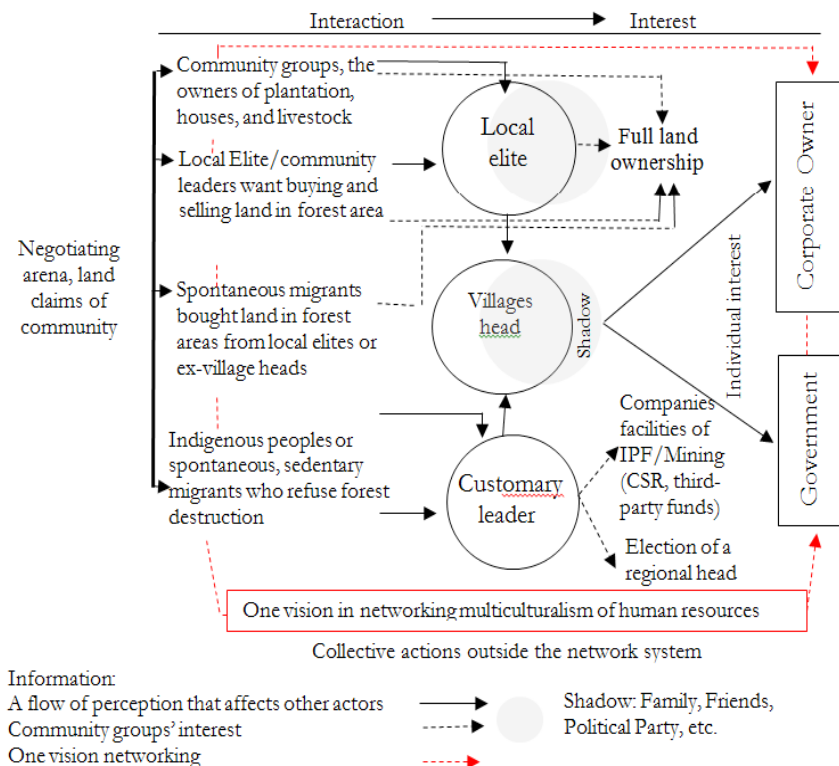 Interaction
Interest
Community groups, the
owners of plantation,
houses, and livestock
Local Elite/community
leaders want buying and
selling land in forest area
Negotiating
arena, land
claims of
community
Spontaneous migrants
bought land in forest
areas from local elites or
ex-village heads
Indigenous peoples or
spontaneous, sedentary
migrants who refuse forest
destruction
Local
elite
Full land
ownership
Villages
head
Shadow
Customary
leader
Individual interest
Companies
facilities of
IPF/Mining
(CSR, third-
party funds)
Election of a
regional head
Corporate Owner
Government
One vision in networking multiculturalism of human resources
Collective actions outside the network system
Information:
A flow of perception that affects other actors
Community groups' interest
One vision networking
Shadow: Family, Friends,
Political Party, etc.